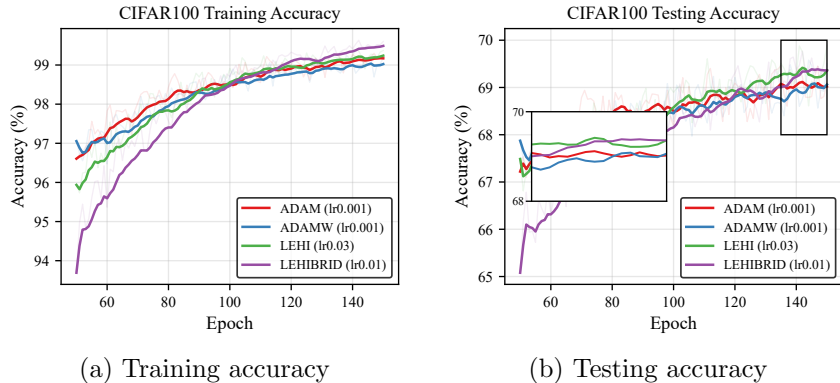 CIFAR100 Training Accuracy
99
98
97
96
95
94
Accuracy (%)
60 80 100 120 140
Epoch
ADAM (lr0.001)
ADAMW (lr0.001)
LEHI (lr0.03)
LEHIBRID (lr0.01)
(a) Training accuracy
CIFAR100 Testing Accuracy
70
69
68
67
66
65
Accuracy (%)
70
68
60 80 100 120 140
Epoch
ADAM (lr0.001)
ADAMW (lr0.001)
LEHI (lr0.03)
LEHIBRID (lr0.01)
(b) Testing accuracy